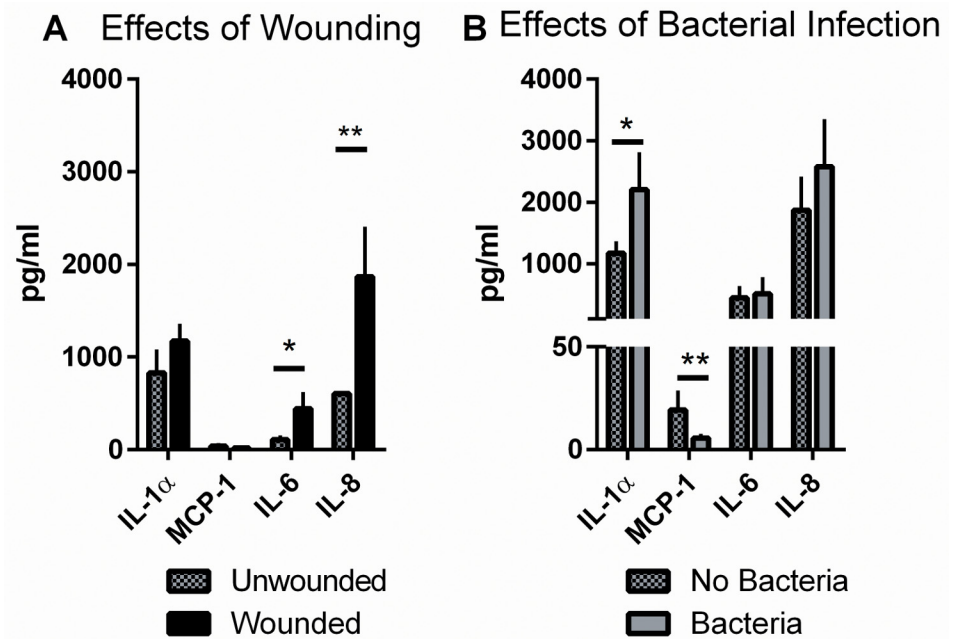 A Effects of Wounding
4000
3000
2000
1000
0
pg/ml
*
**
IL-1α
MCP-1
IL-6
IL-8
Unwounded
Wounded
B Effects of Bacterial Infection
4000
3000
2000
1000
50
0
pg/ml
*
**
IL-1α
MCP-1
IL-6
IL-8
No Bacteria
Bacteria